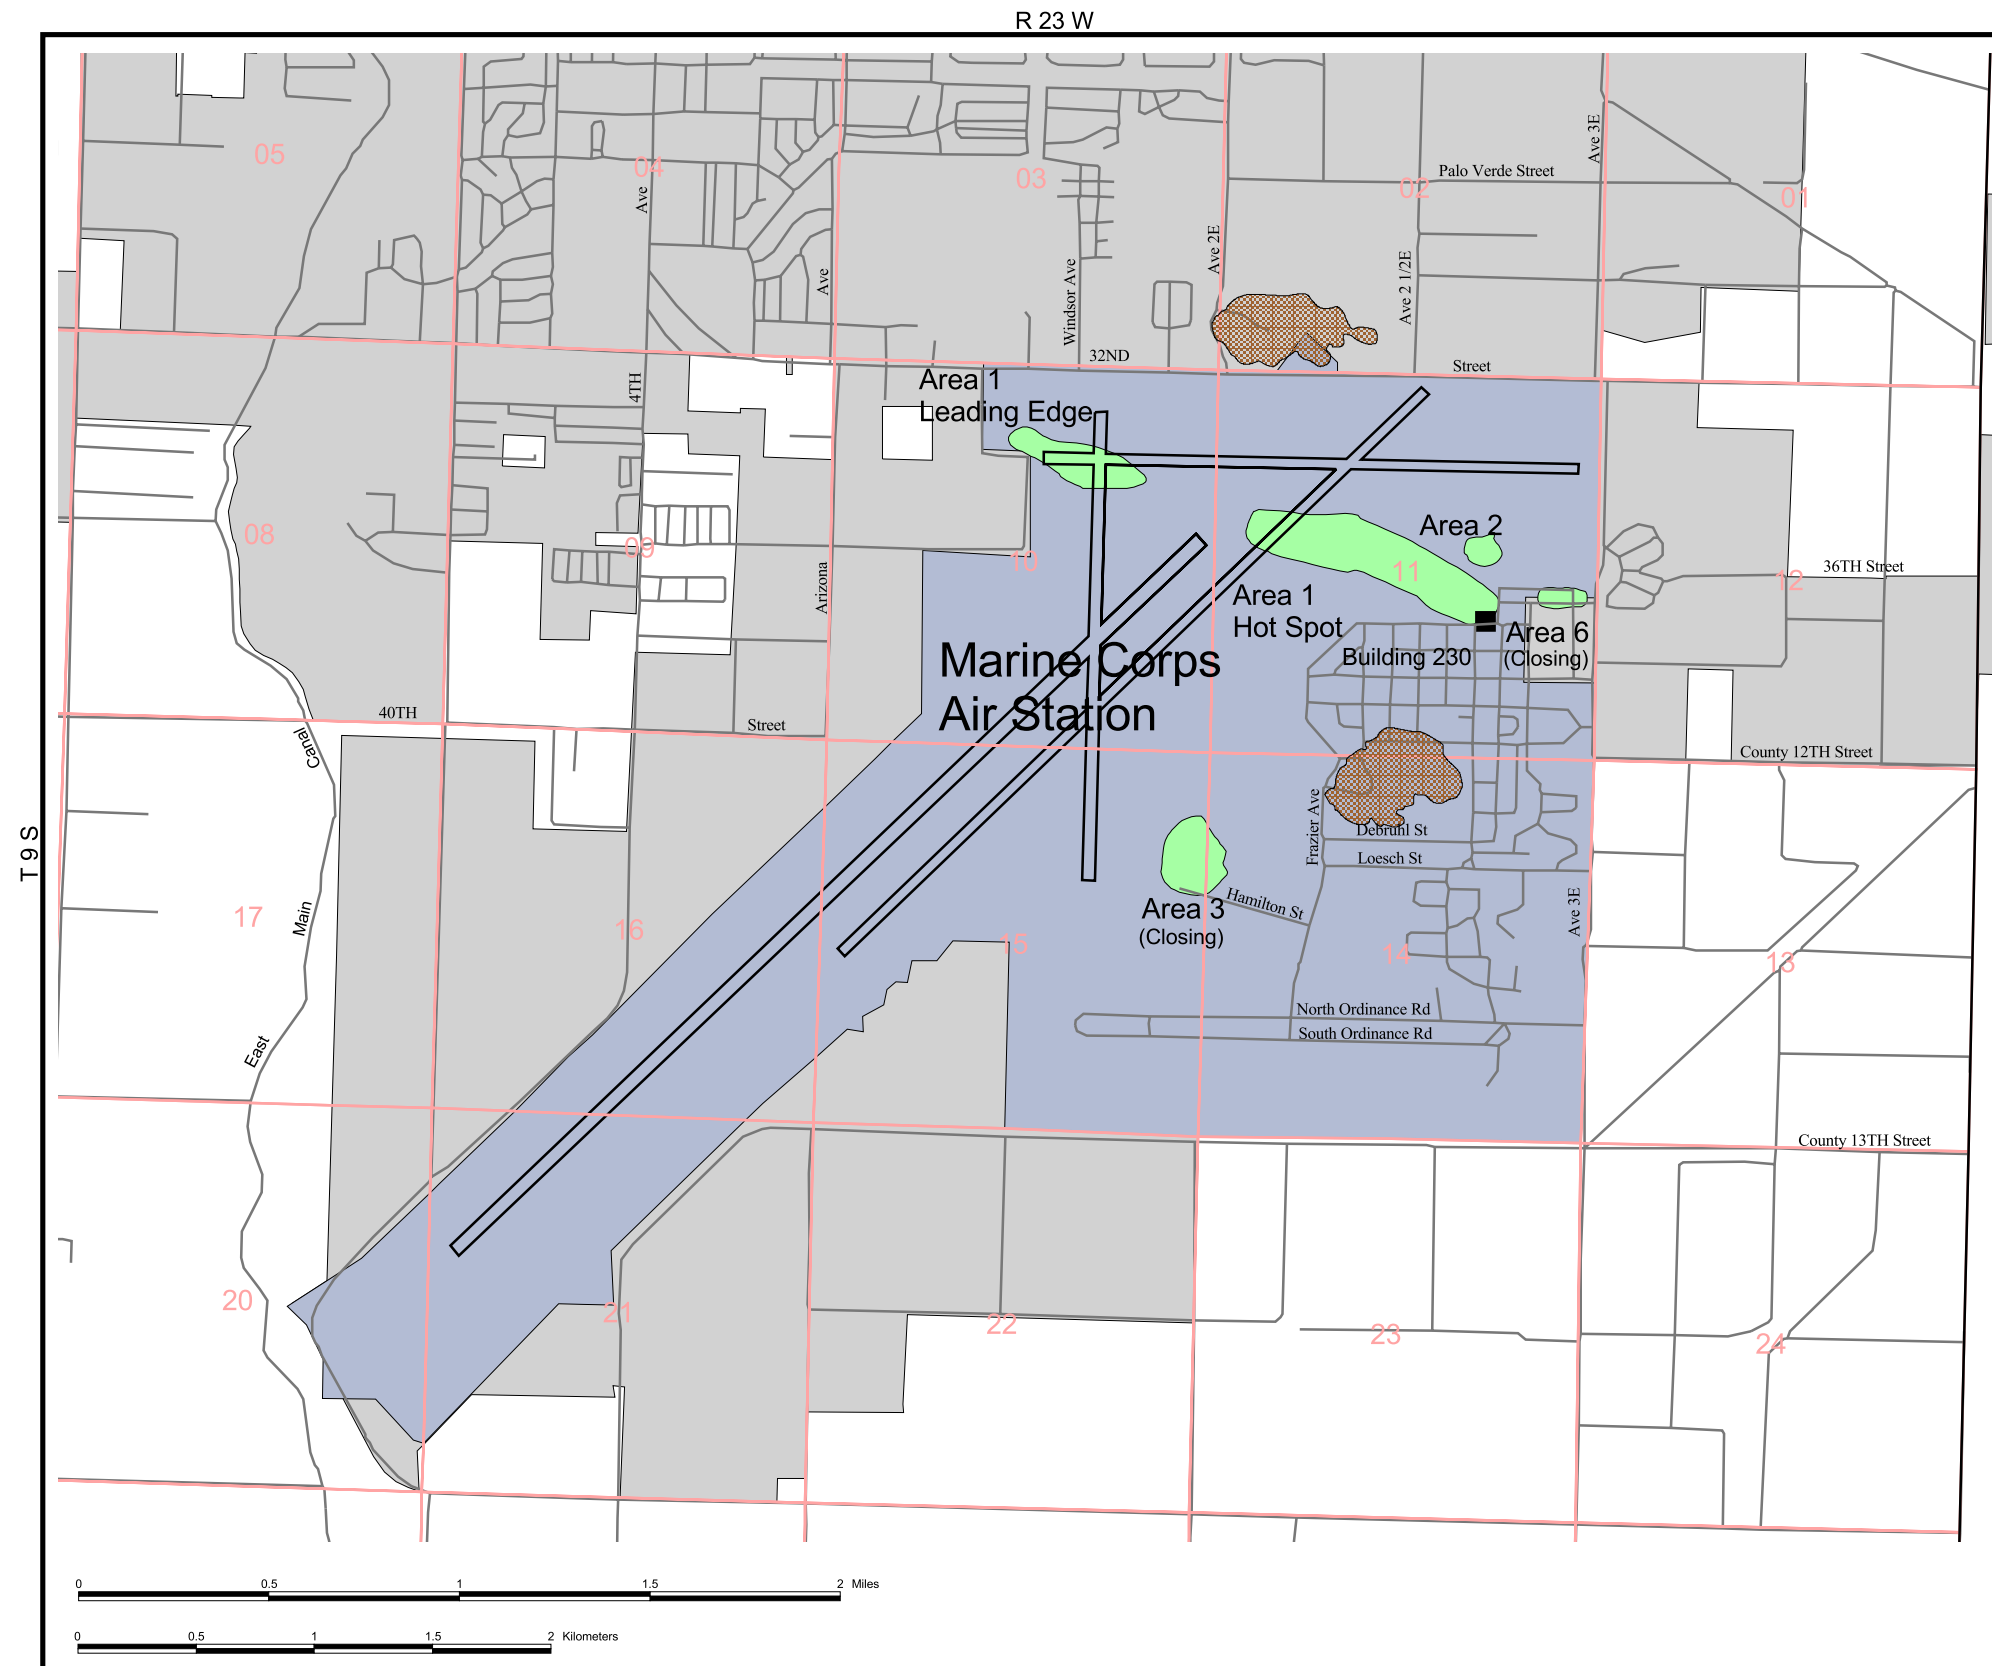 R 23 W
T 9 S
05
04
03
02
01
Palo Verde Street
Ave 3E
Ave
Ave
Windsor Ave
Ave 2E
Ave 2 1/2E
32ND
Street
Area 1
Leading Edge
4TH
08
09
10
11
12
Area 2
36TH Street
Arizona
Area 1
Hot Spot
Area 6
(Closing)
Building 230
Marine Corps
Air Station
40TH
Street
County 12TH Street
Canal
Main
East
17
16
15
14
13
Frazier Ave
Debruhl St
Loesch St
Hamilton St
Ave 3E
Area 3
(Closing)
North Ordinance Rd
South Ordinance Rd
County 13TH Street
20
21
22
23
24
0 0.5 1 1.5 2 Miles
0 0.5 1 1.5 2 Kilometers